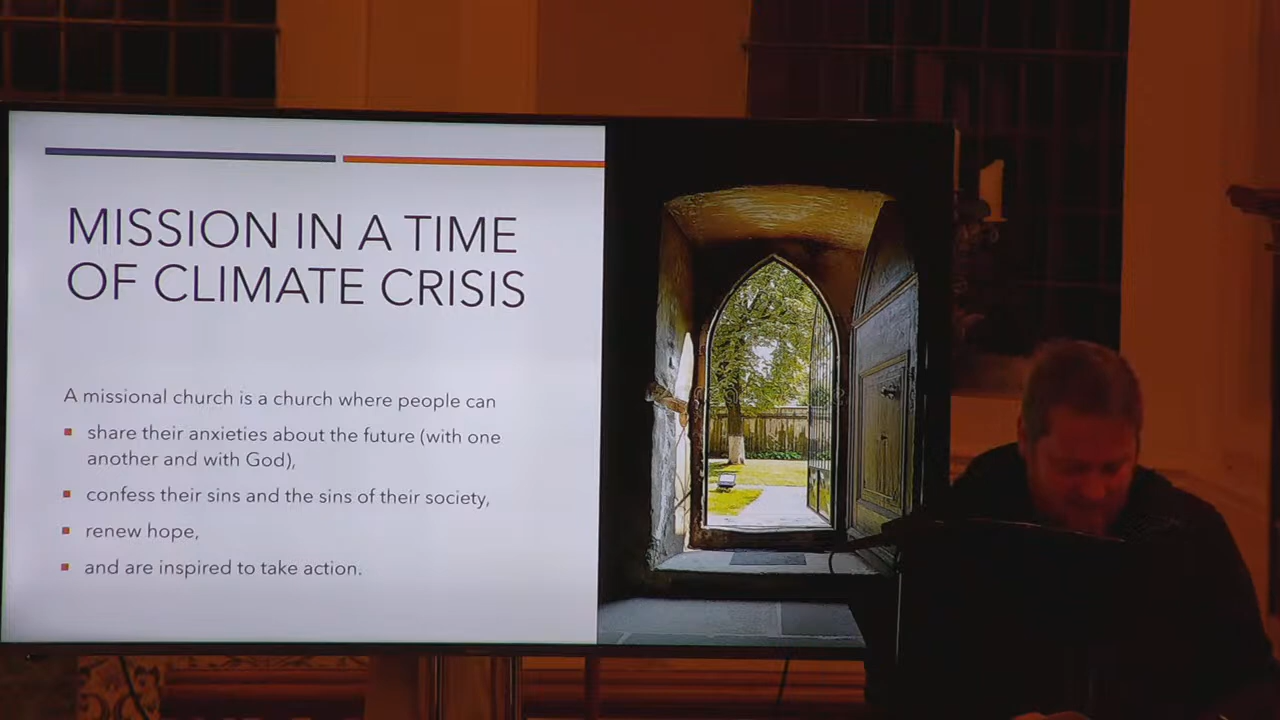 MISSION IN A TIME
OF CLIMATE CRISIS
A missional church is a church where people can
share their anxieties about the future (with one
another and with God),
confess their sins and the sins of their society,
renew hope,
and are inspired to take action.